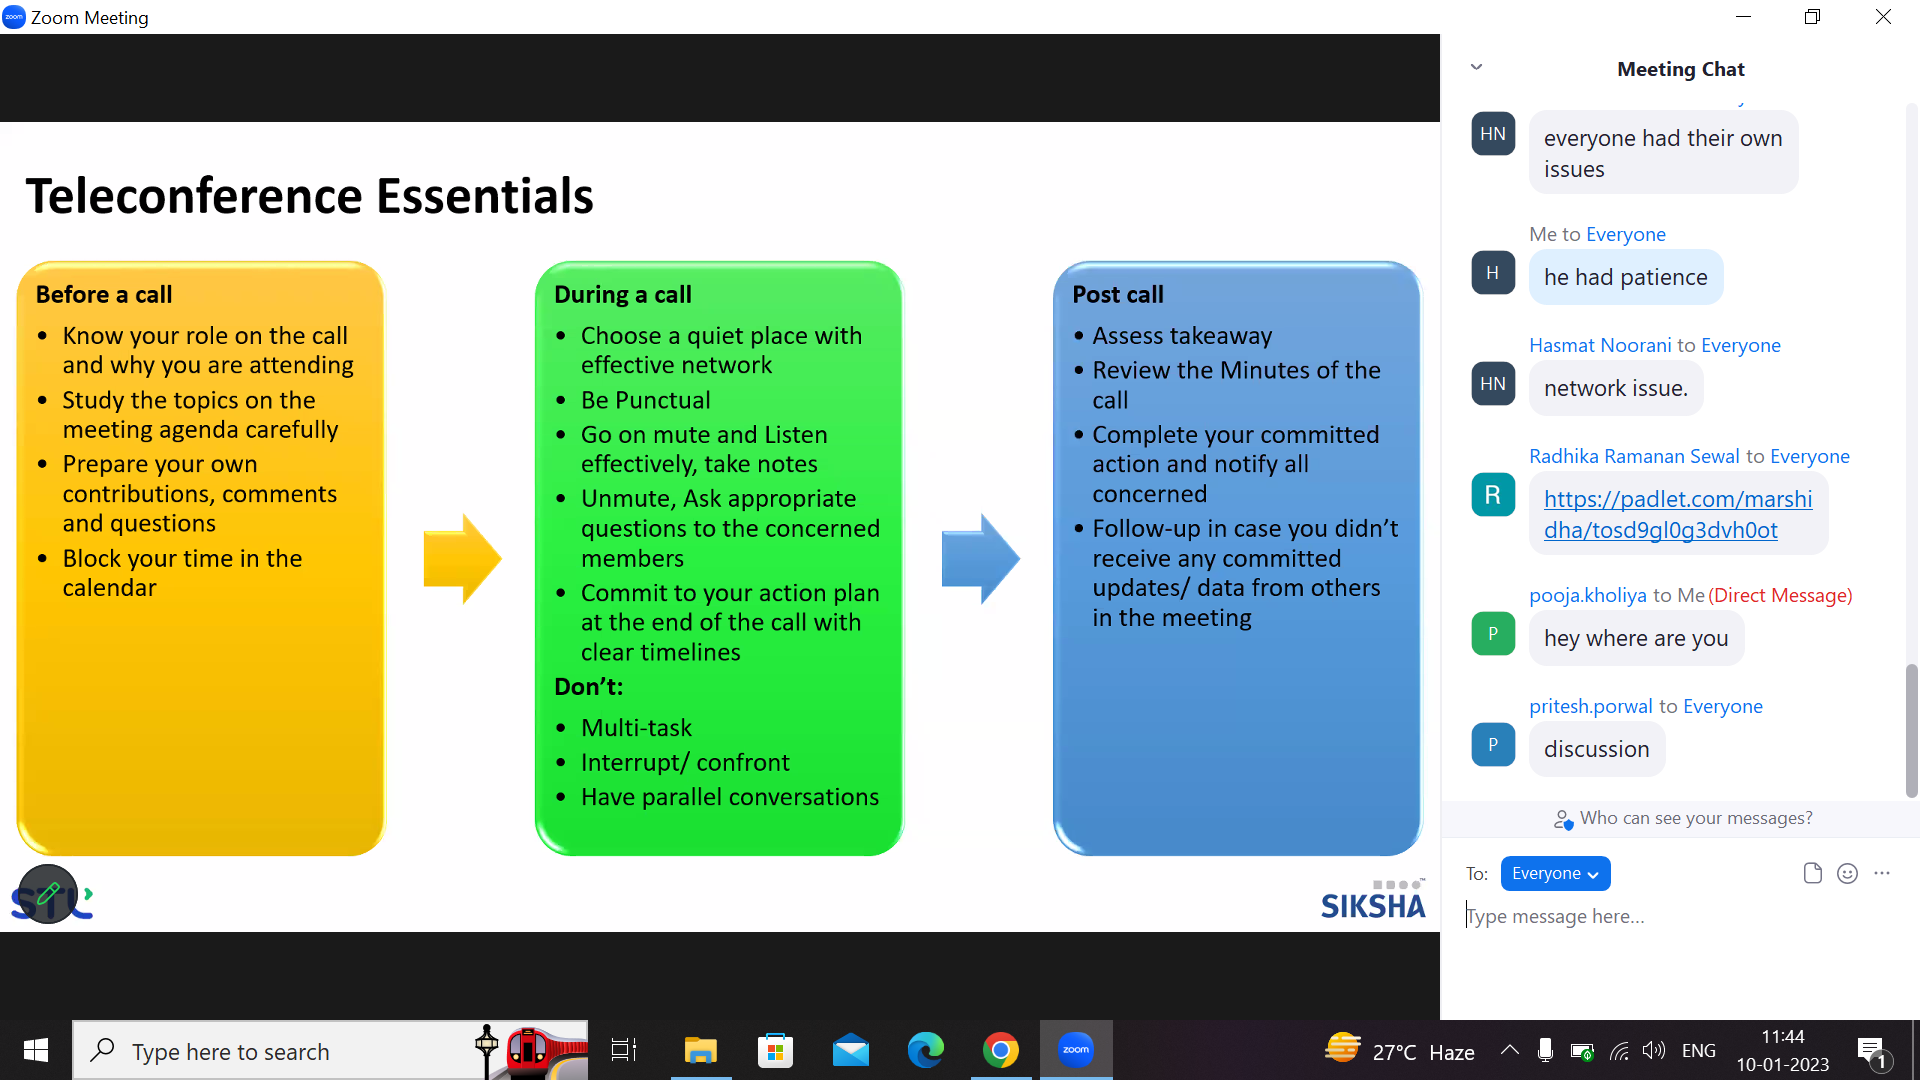 zoom
Zoom Meeting
Teleconference Essentials
Before a call
• Know your role on the call
and why you are attending
• Study the topics on the
meeting agenda carefully
• Prepare your own
contributions, comments
and questions
• Block your time in the
calendar
During a call
• Choose a quiet place with
effective network
• Be Punctual
• Go on mute and Listen
effectively, take notes
• Unmute, Ask appropriate
questions to the concerned
members
• Commit to your action plan
at the end of the call with
clear timelines
Don’t:
• Multi-task
• Interrupt/ confront
• Have parallel conversations
Post call
• Assess takeaway
• Review the Minutes of the
call
• Complete your committed
action and notify all
concerned
• Follow-up in case you didn’t
receive any committed
updates/ data from others
in the meeting
SIKSHA
Meeting Chat
HN
everyone had their own
issues
Me to Everyone
H
he had patience
Hasmat Noorani to Everyone
HN
network issue.
Radhika Ramanan Sewal to Everyone
R
https://padlet.com/marshi
dha/tosd9gl0g3dvh0ot
pooja.kholiya to Me (Direct Message)
P
hey where are you
pritesh.porwal to Everyone
P
discussion
Who can see your messages?
To: Everyone
Type message here...
Type here to search
zoom
27°C Haze
ENG
11:44
10-01-2023
1